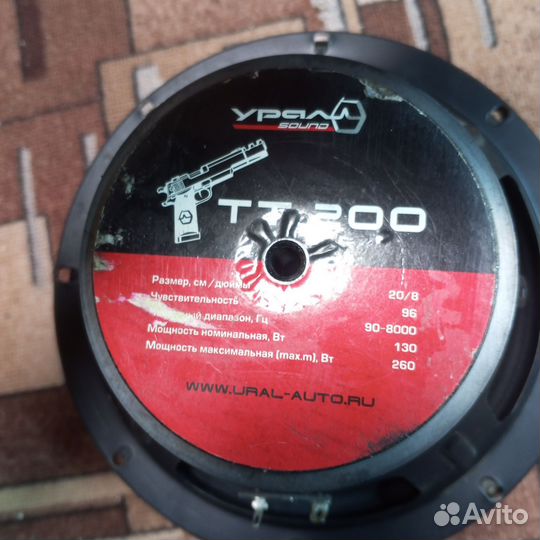 УРАЛ
SOUND
ТТ 200
Размер, см / дюймы 20/8
Чувствительность 96
диапазон, Гц 90-8000
Мощность номинальная, Вт 130
Мощность максимальная (max.m), Вт 260
WWW.URAL-AUTO.RU
Avito